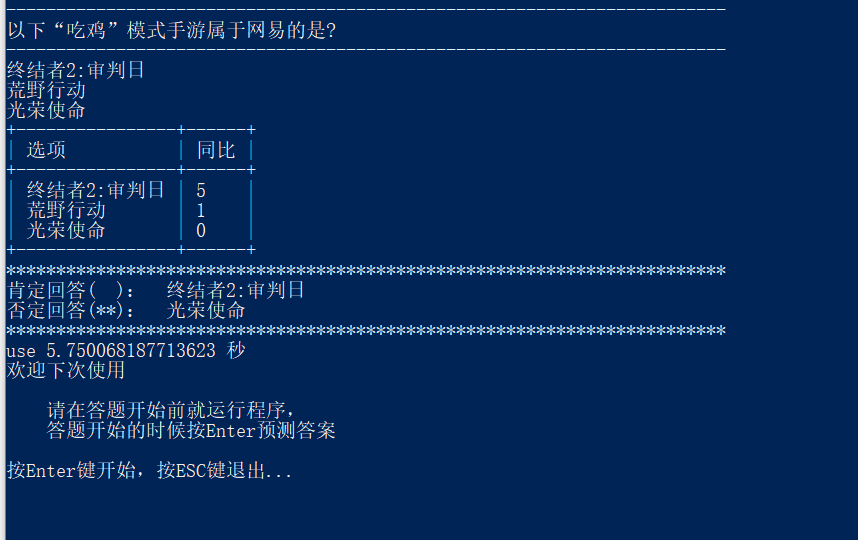 ------------------------------------------------------------------------
以下“吃鸡”模式手游属于网易的是?
------------------------------------------------------------------------
终结者2:审判日
荒野行动
光荣使命
+----------------+------+
| 选项 | 同比 |
+----------------+------+
| 终结者2:审判日 | 5 |
| 荒野行动 | 1 |
| 光荣使命 | 0 |
+----------------+------+
************************************************************************
肯定回答(  ):  终结者2:审判日
否定回答(**):  光荣使命
************************************************************************
use 5.750068187713623 秒
欢迎下次使用
请在答题开始前就运行程序,
答题开始的时候按Enter预测答案
按Enter键开始，按ESC键退出...